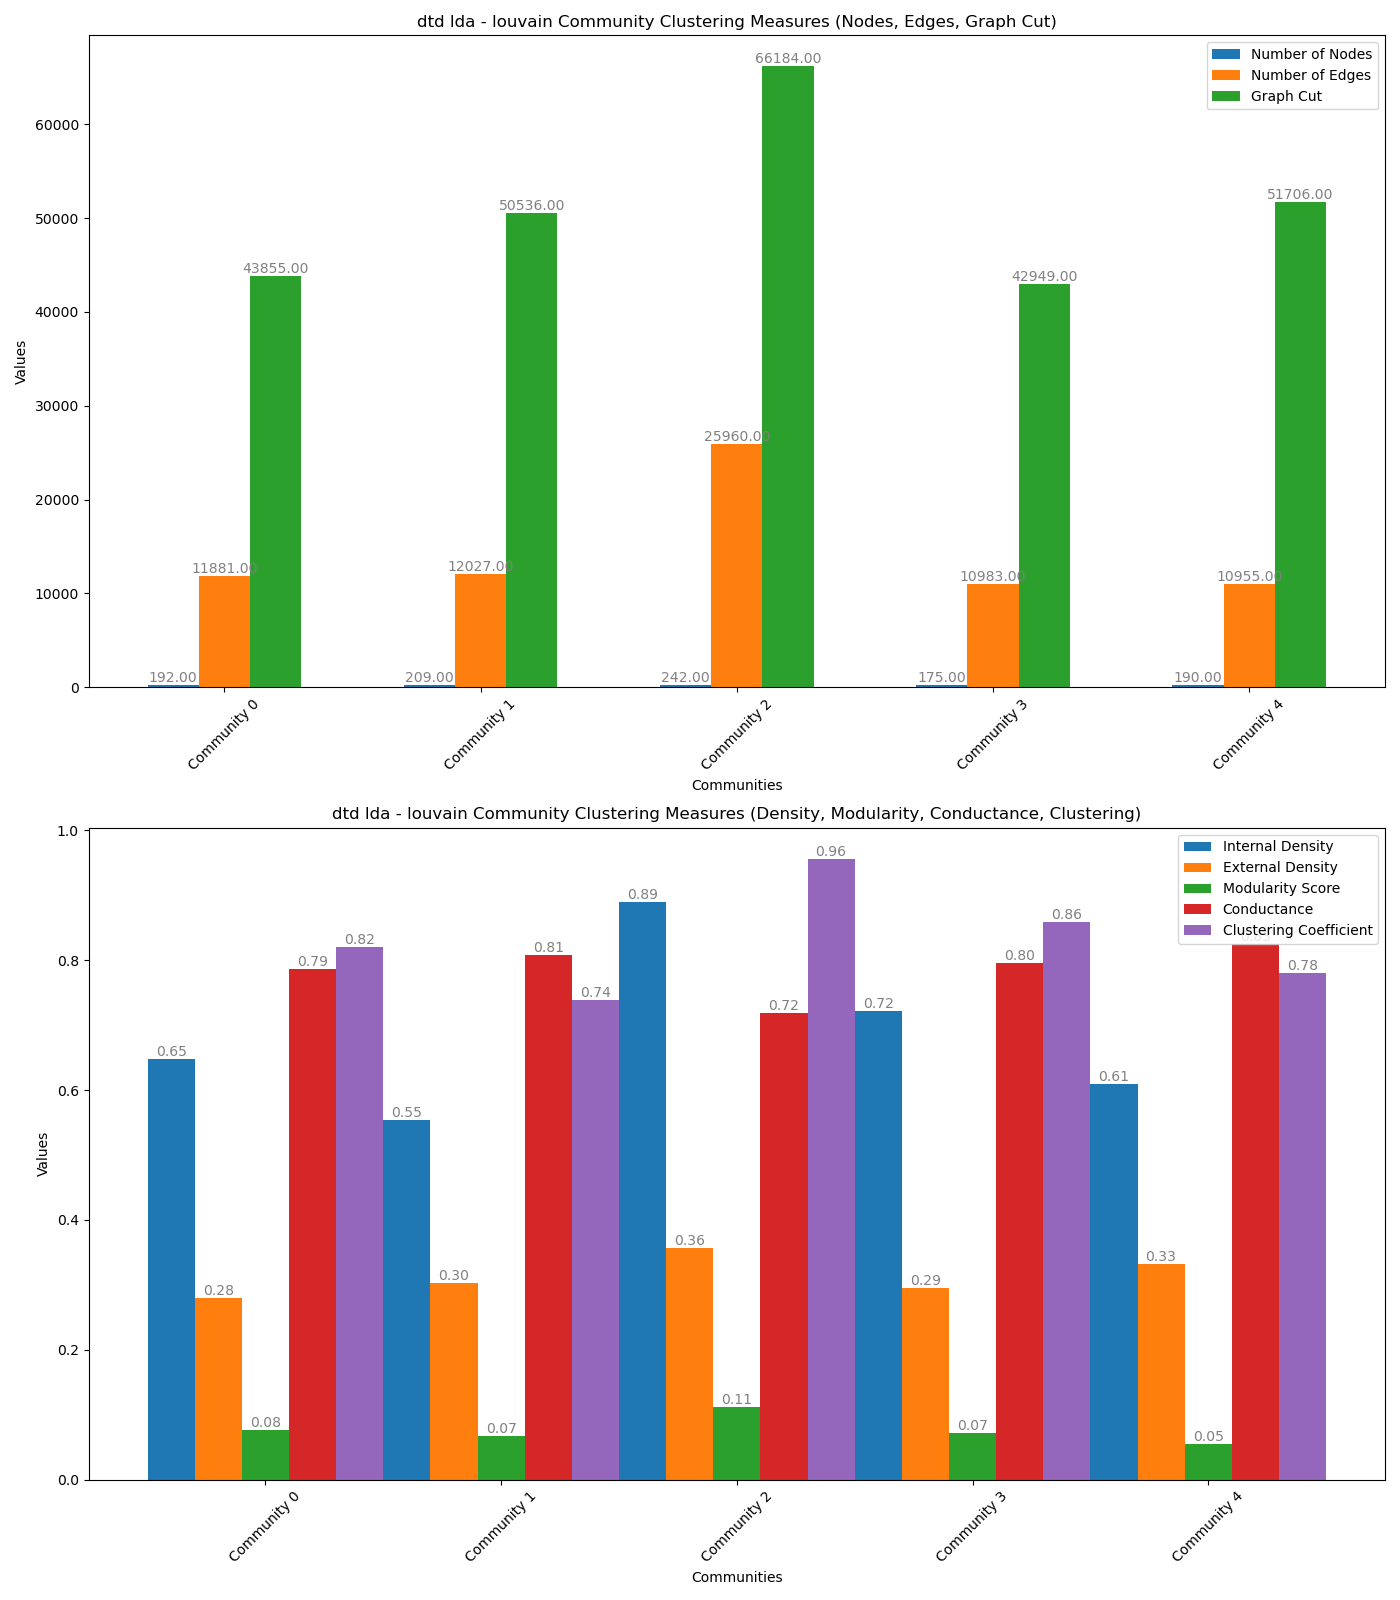 dtd lda - louvain Community Clustering Measures (Nodes, Edges, Graph Cut)
Number of Nodes
Number of Edges
Graph Cut
Values
60000
50000
40000
30000
20000
10000
0
66184.00
51706.00
50536.00
43855.00
42949.00
25960.00
11881.00
12027.00
10983.00
10955.00
192.00
209.00
242.00
175.00
190.00
Community 0
Community 1
Community 2
Community 3
Community 4
Communities
dtd lda - louvain Community Clustering Measures (Density, Modularity, Conductance, Clustering)
Internal Density
External Density
Modularity Score
Conductance
Clustering Coefficient
Values
1.0
0.8
0.6
0.4
0.2
0.0
0.65
0.28
0.08
0.79
0.82
0.55
0.30
0.07
0.81
0.74
0.89
0.36
0.11
0.72
0.96
0.72
0.29
0.07
0.80
0.86
0.61
0.33
0.05
0.78
Community 0
Community 1
Community 2
Community 3
Community 4
Communities